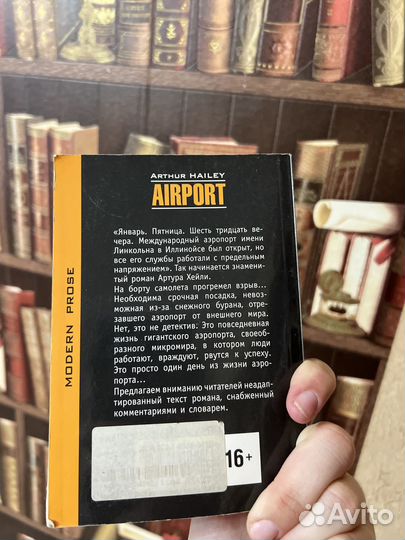 ARTHUR HAILEY
AIRPORT
«Январь. Пятница. Шесть тридцать ве-
чера. Международный аэропорт имени
Линкольна в Иллинойсе был открыт, но
все его службы работали с предельным
напряжением». Так начинается знамени-
тый роман Артура Хейли.
На борту самолета прогремел взрыв...
Необходима срочная посадка, невоз-
можная из-за снежного бурана, отре-
завшего аэропорт от внешнего мира.
Нет, это не детектив. Это повседневная
жизнь гигантского аэропорта, своеоб-
разного микромира, в котором люди
работают, враждуют, рвутся к успеху.
Это просто один день из жизни аэро-
порта...
Предлагаем вниманию читателей неадап-
тированный текст романа, снабженный
комментариями и словарем.
MODERN PROSE
16+
Avito